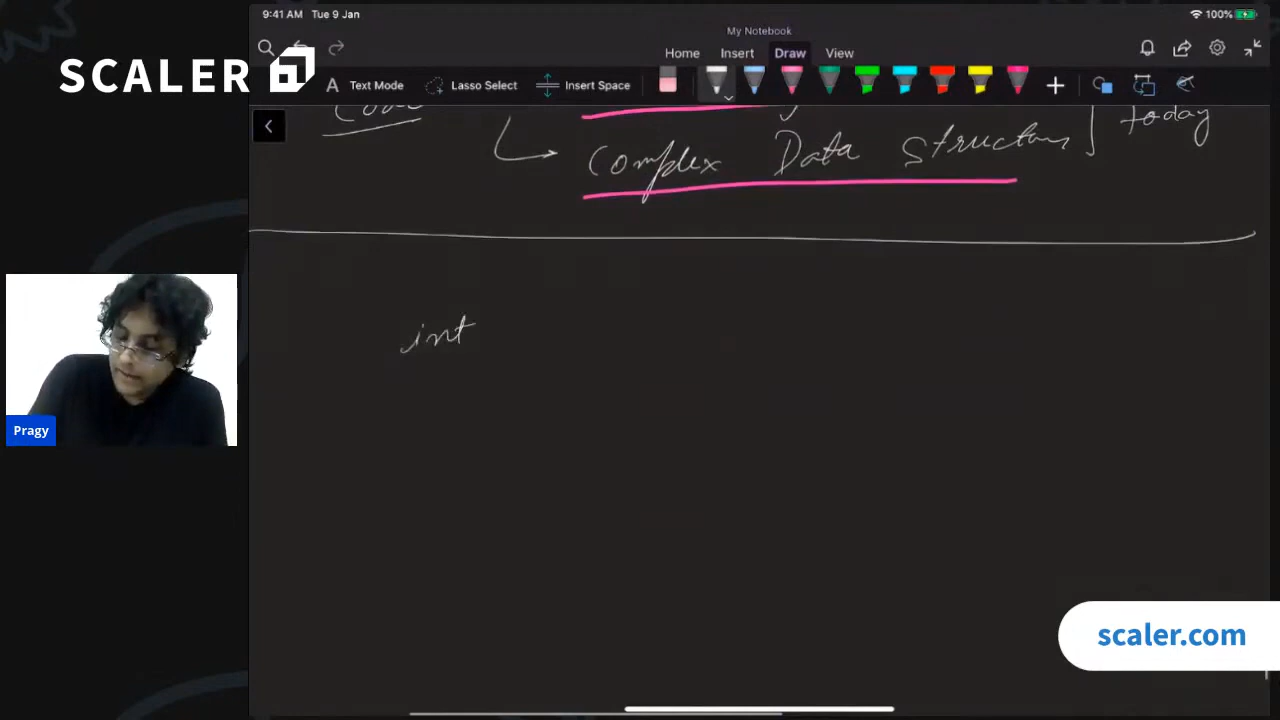 9:41 AM Tue 9 Jan
100%
My Notebook
SCALER
Home Insert Draw View
A Text Mode Lasso Select Insert Space
today
Complex Data Structures
int
Pragy
scaler.com